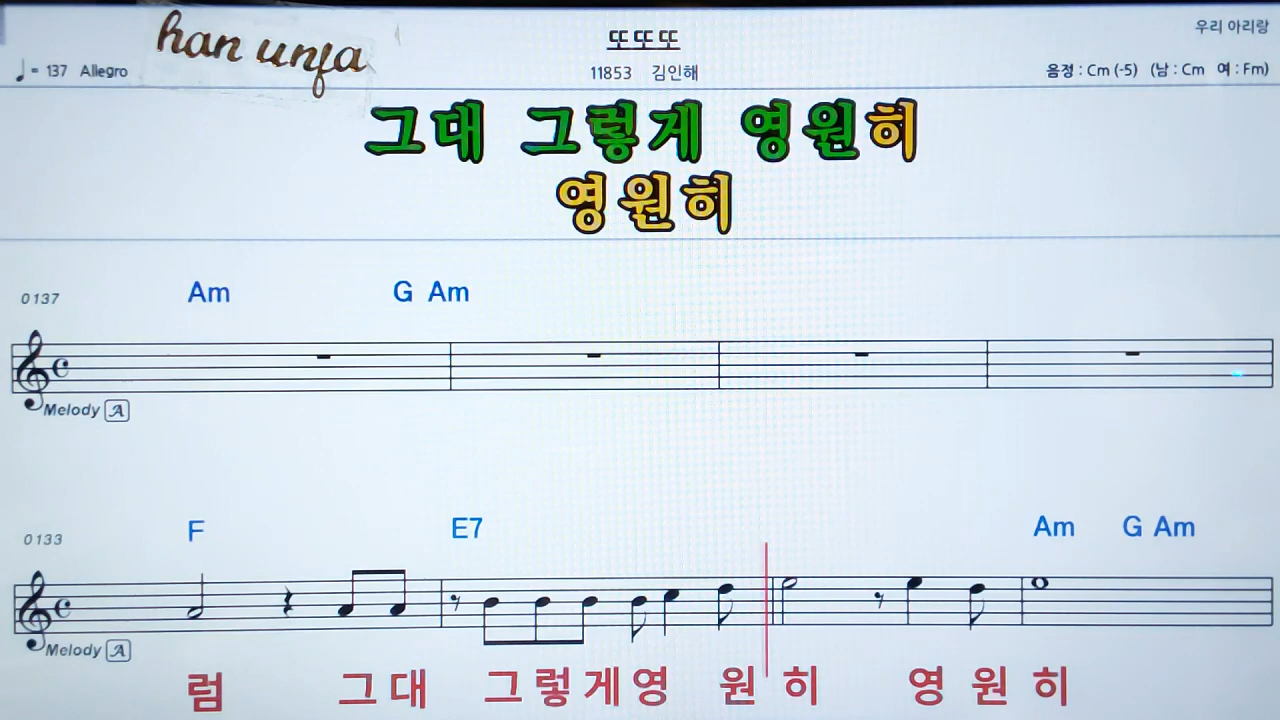 han unfa
또또또
우리 아리랑
♩= 137 Allegro
11853 김인해
음정 : Cm (-5) (남 : Cm 여 : Fm)
그대 그렇게 영원히
영원히
0137
Am G Am
Melody A
0133
F E7 Am G Am
Melody A
럼 그대 그렇게영 원 히 영 원 히